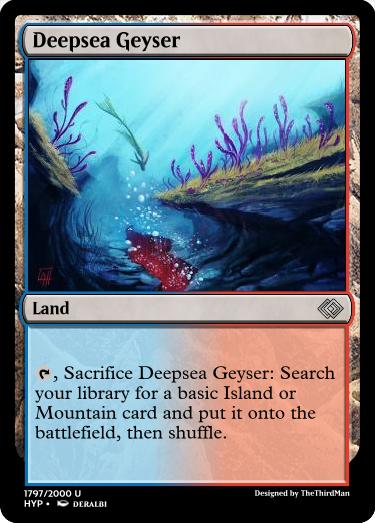 Deepsea Geyser
Land
, Sacrifice Deepsea Geyser: Search
your library for a basic Island or
Mountain card and put it onto the
battlefield, then shuffle.
1797/2000 U
HYP • DERALBI
Designed by TheThirdMan